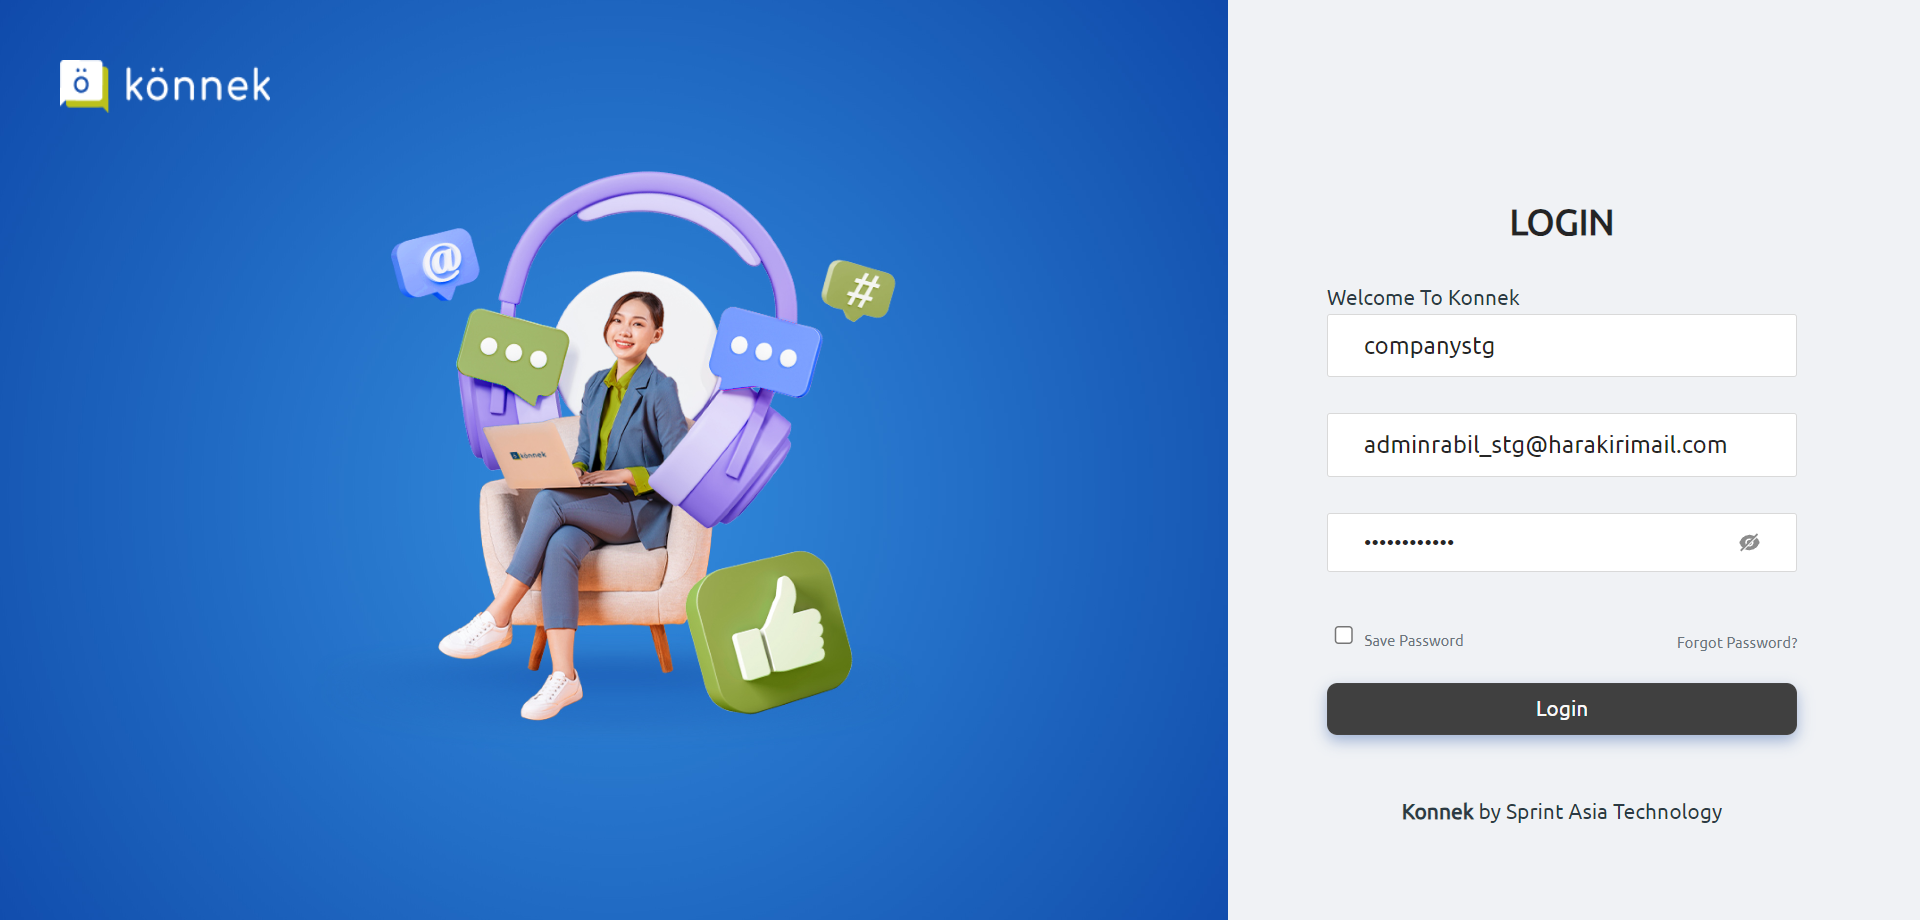 ö könnek
@
#
ö könnek
LOGIN
Welcome To Konnek
companystg
adminrabil_stg@harakirimail.com
••••••••••••
Save Password
Forgot Password?
Login
Konnek by Sprint Asia Technology